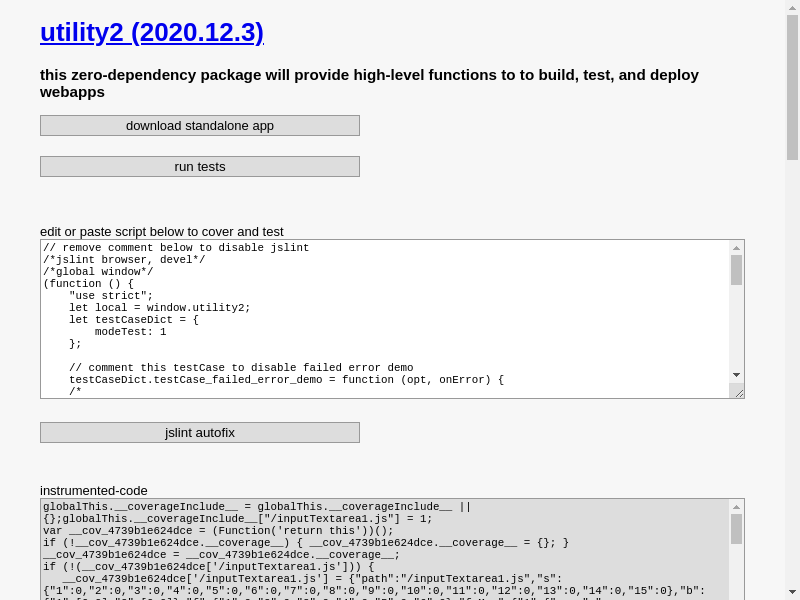 utility2 (2020.12.3)
this zero-dependency package will provide high-level functions to to build, test, and deploy
webapps
download standalone app
run tests
edit or paste script below to cover and test
// remove comment below to disable jslint
/*jslint browser, devel*/
/*global window*/
(function () {
    "use strict";
    let local = window.utility2;
    let testCaseDict = {
        modeTest: 1
    };
    // comment this testCase to disable failed error demo
    testCaseDict.testCase_failed_error_demo = function (opt, onError) {
    /*
jslint autofix
instrumented-code
globalThis.__coverageInclude__ = globalThis.__coverageInclude__ ||
{};globalThis.__coverageInclude__["/inputTextarea1.js"] = 1;
var __cov_4739b1e624dce = (Function('return this'))();
if (!__cov_4739b1e624dce.__coverage__) { __cov_4739b1e624dce.__coverage__ = {}; }
__cov_4739b1e624dce = __cov_4739b1e624dce.__coverage__;
if (!(__cov_4739b1e624dce['/inputTextarea1.js'])) {
   __cov_4739b1e624dce['/inputTextarea1.js'] = {"path":"/inputTextarea1.js","s":
{"1":0,"2":0,"3":0,"4":0,"5":0,"6":0,"7":0,"8":0,"9":0,"10":0,"11":0,"12":0,"13":0,"14":0,"15":0},"b":